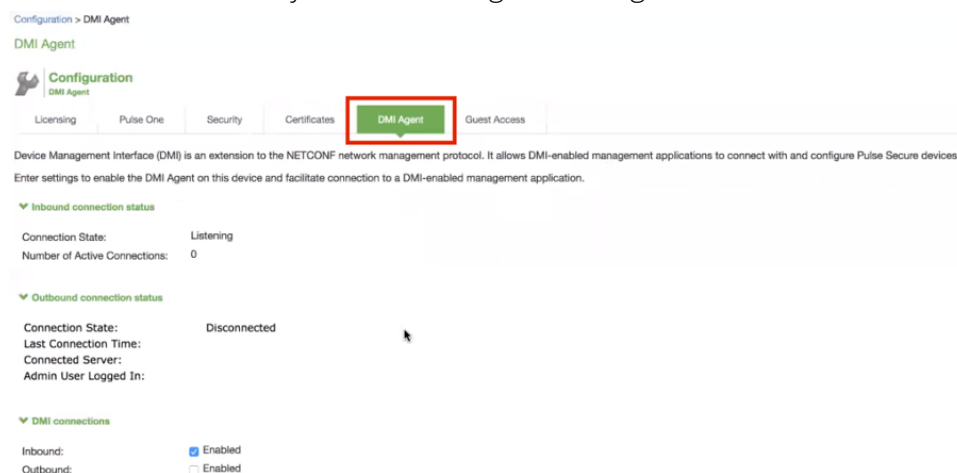 Configuration > DMI Agent
DMI Agent
Configuration
DMI Agent
Licensing Pulse One Security Certificates DMI Agent Guest Access
Device Management Interface (DMI) is an extension to the NETCONF network management protocol. It allows DMI-enabled management applications to connect with and configure Pulse Secure devices
Enter settings to enable the DMI Agent on this device and facilitate connection to a DMI-enabled management application.
Inbound connection status
Connection State: Listening
Number of Active Connections: 0
Outbound connection status
Connection State: Disconnected
Last Connection Time:
Connected Server:
Admin User Logged In:
DMI connections
Inbound: Enabled
Outbound: Enabled